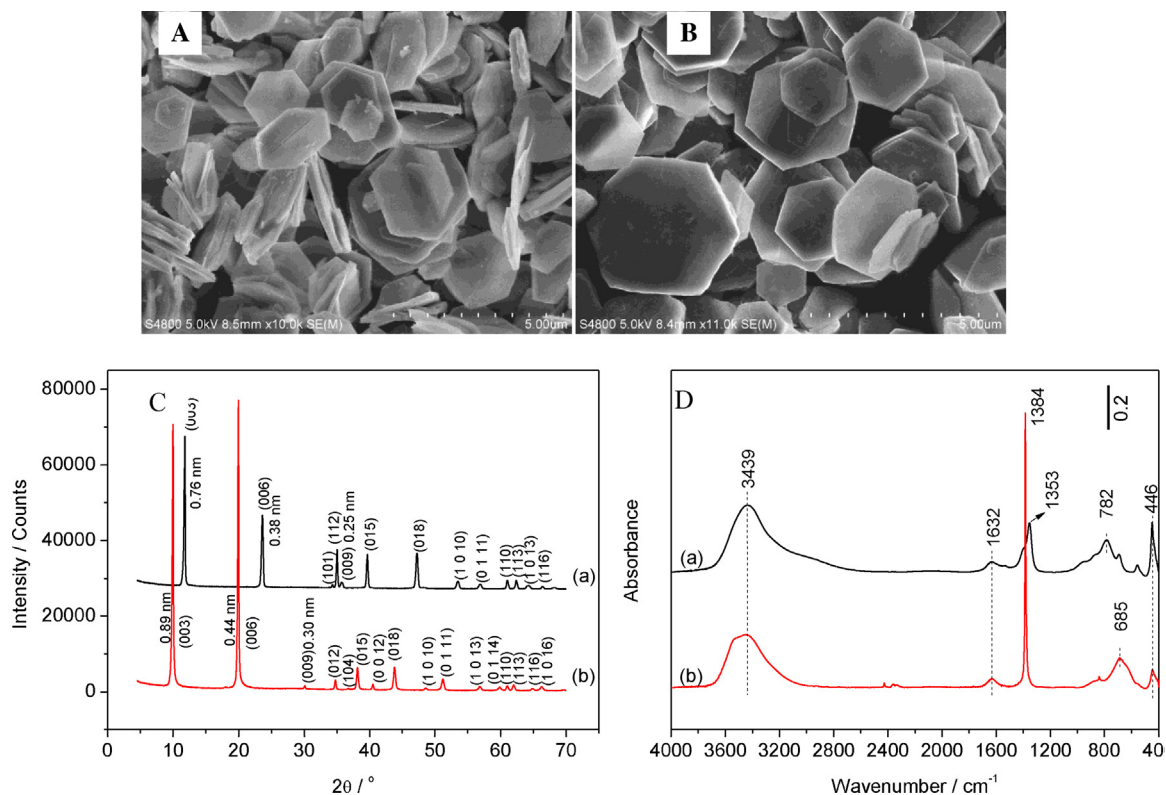 A
B
S4800 5.0kV 8.5mm x10.0k SE(M)
5.00um
S4800 5.0kV 8.4mm x11.0k SE(M)
5.00um
C
Intensity / Counts
80000
60000
40000
20000
0
(003)
0.76 nm
(006)
0.38 nm
(101)
(112)
(009) 0.25 nm
(015)
(018)
(1 0 10)
(0 1 11)
(110)
(113)
(1 0 13)
(116)
(a)
0.89 nm
(003)
0.44 nm
(006)
(009)0.30 nm
(012)
(104)
(015)
(0 0 12)
(018)
(1 0 10)
(0 1 11)
(1 0 13)
(0 1 14)
(110)
(113)
(116)
(1 0 16)
(b)
0 10 20 30 40 50 60 70
2θ / °
D
Absorbance
3439
1632
1384
1353
782
446
0.2
(a)
685
(b)
4000 3600 3200 2800 2400 2000 1600 1200 800 400
Wavenumber / cm⁻¹